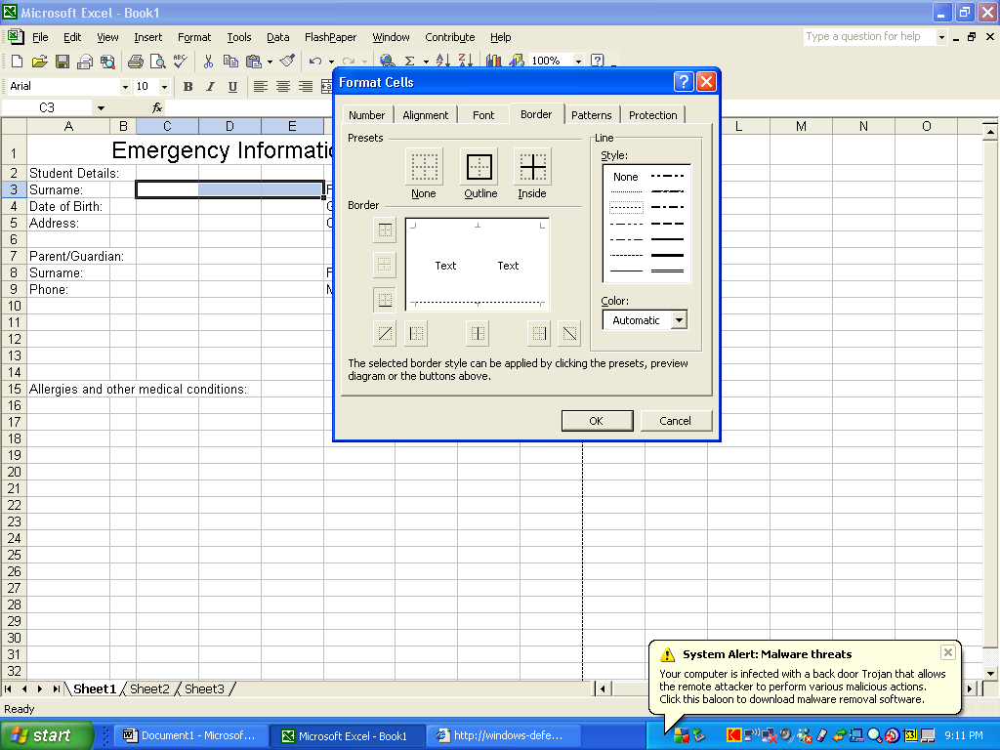 Microsoft Excel - Book1
File Edit View Insert Format Tools Data FlashPaper Window Contribute Help
Type a question for help
100%
Arial 10 B I U
C3 fx
A B C D E L M N O
1 Emergency Informatic
2 Student Details:
3 Surname:
4 Date of Birth:
5 Address:
6
7 Parent/Guardian:
8 Surname:
9 Phone:
10
11
12
13
14
15 Allergies and other medical conditions:
16
17
18
19
20
21
22
23
24
25
26
27
28
29
30
31
32
Format Cells
Number Alignment Font Border Patterns Protection
Presets
None Outline Inside
Border
Text Text
Line
Style:
None
Color:
Automatic
The selected border style can be applied by clicking the presets, preview
diagram or the buttons above.
OK Cancel
Sheet1 Sheet2 Sheet3
Ready
System Alert: Malware threats
Your computer is infected with a back door Trojan that allows
the remote attacker to perform various malicious actions.
Click this baloon to download malware removal software.
start Document1 - Microsof... Microsoft Excel - Book1 http://windows-defe... 9:11 PM